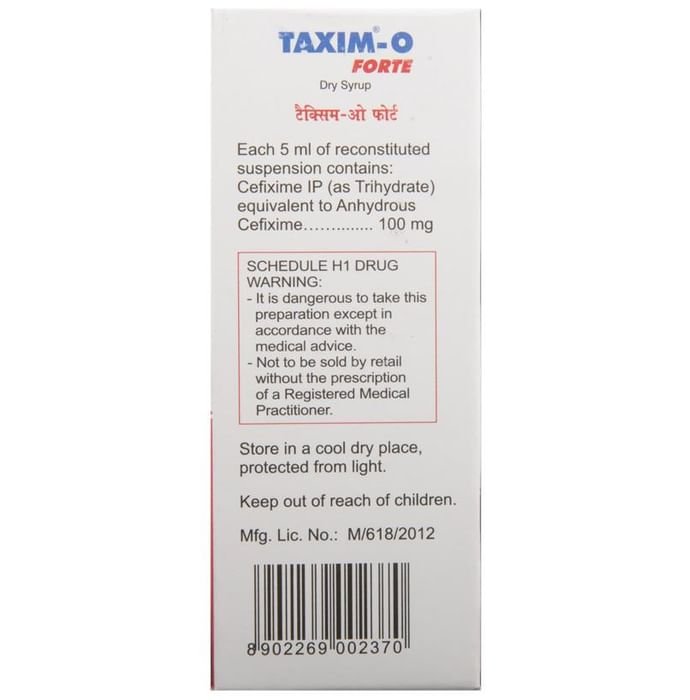 TAXIM®-O
FORTE
Dry Syrup
टैक्सिम-ओ फोर्ट
Each 5 ml of reconstituted
suspension contains:
Cefixime IP (as Trihydrate)
equivalent to Anhydrous
Cefixime.............. 100 mg
SCHEDULE H1 DRUG
WARNING:
- It is dangerous to take this
preparation except in
accordance with the
medical advice.
- Not to be sold by retail
without the prescription
of a Registered Medical
Practitioner.
Store in a cool dry place,
protected from light.
Keep out of reach of children.
Mfg. Lic. No.: M/618/2012
8 902269 002370